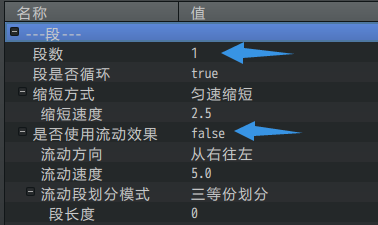 名称 值
---段---
段数 1
段是否循环 true
缩短方式 匀速缩短
缩短速度 2.5
是否使用流动效果 false
流动方向 从右往左
流动速度 5.0
流动段划分模式 三等份划分
段长度 0